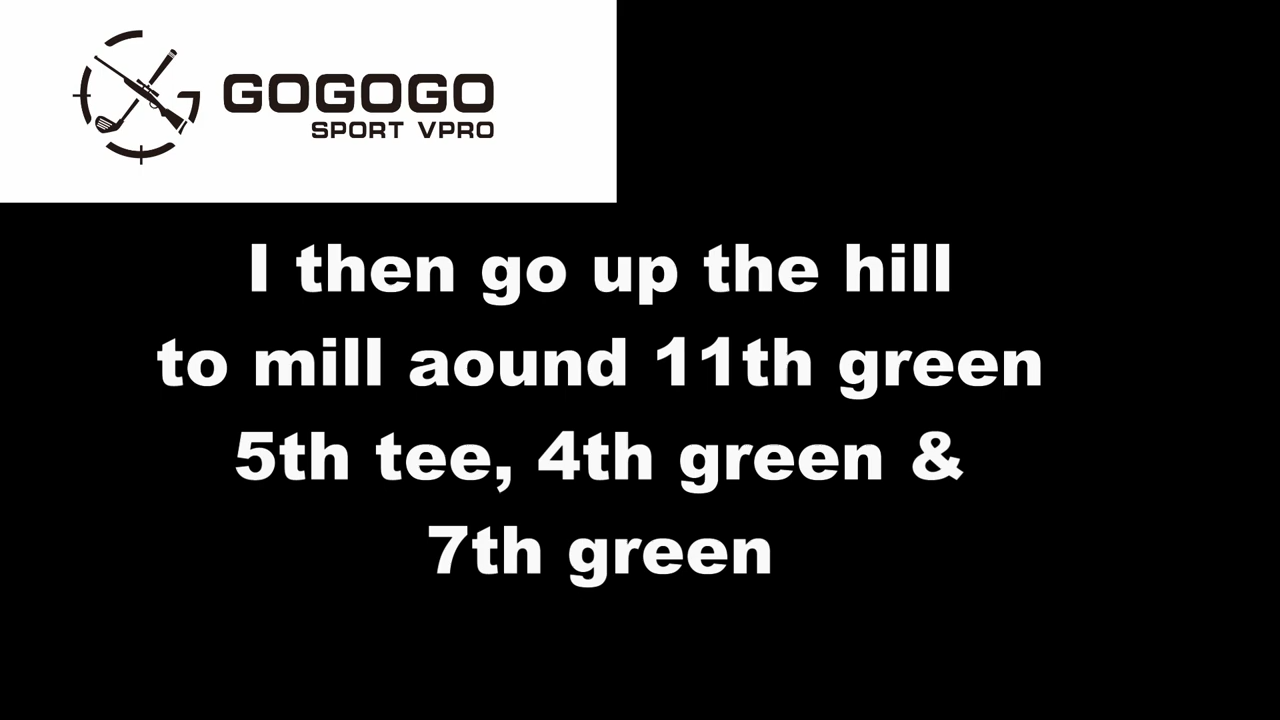 GOGOGO
SPORT VPRO
I then go up the hill
to mill aound 11th green
5th tee, 4th green &
7th green